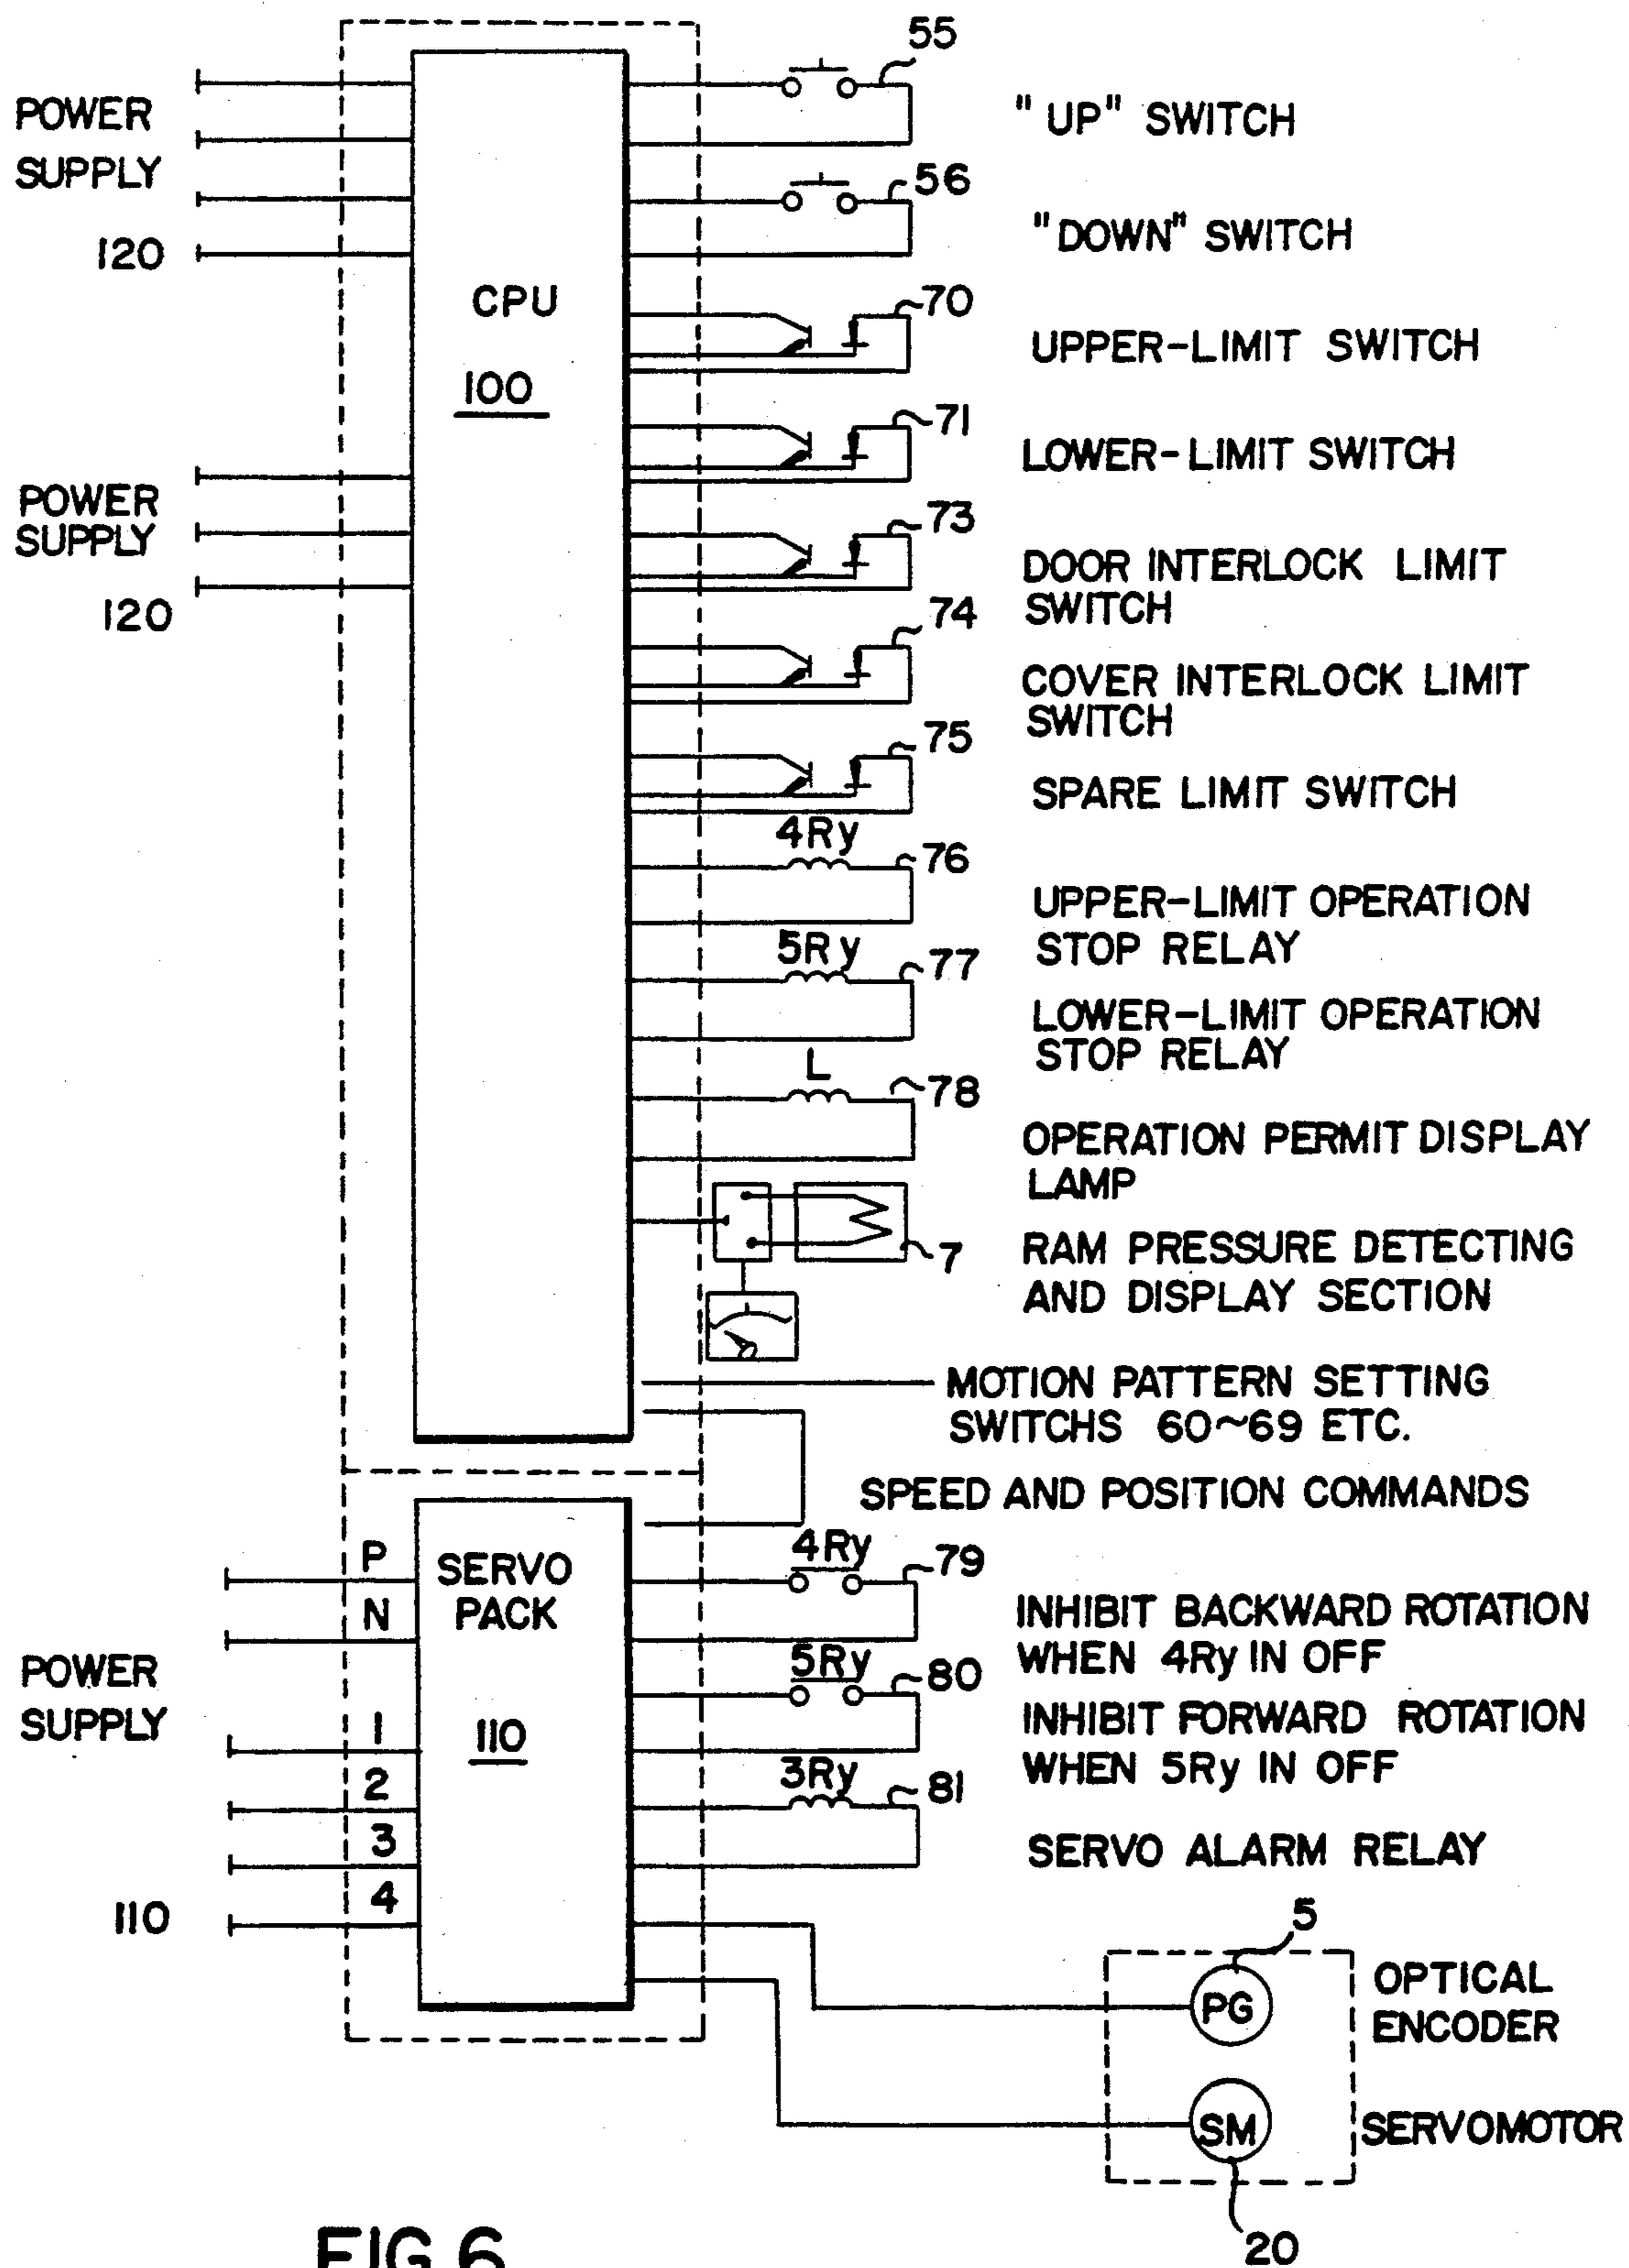 55
POWER
SUPPLY
120
"UP" SWITCH
56
"DOWN" SWITCH
CPU
100
70
UPPER-LIMIT SWITCH
71
LOWER-LIMIT SWITCH
POWER
SUPPLY
120
73
DOOR INTERLOCK LIMIT
SWITCH
74
COVER INTERLOCK LIMIT
SWITCH
75
SPARE LIMIT SWITCH
4Ry
76
UPPER-LIMIT OPERATION
STOP RELAY
5Ry
77
LOWER-LIMIT OPERATION
STOP RELAY
L
78
OPERATION PERMIT DISPLAY
LAMP
7
RAM PRESSURE DETECTING
AND DISPLAY SECTION
MOTION PATTERN SETTING
SWITCHS 60~69 ETC.
SPEED AND POSITION COMMANDS
P
N
SERVO
PACK
110
4Ry
79
INHIBIT BACKWARD ROTATION
WHEN 4Ry IN OFF
POWER
SUPPLY
5Ry
80
INHIBIT FORWARD ROTATION
WHEN 5Ry IN OFF
1
2
3
4
110
3Ry
81
SERVO ALARM RELAY
5
PG
OPTICAL
ENCODER
SM
SERVOMOTOR
20
FIG.6